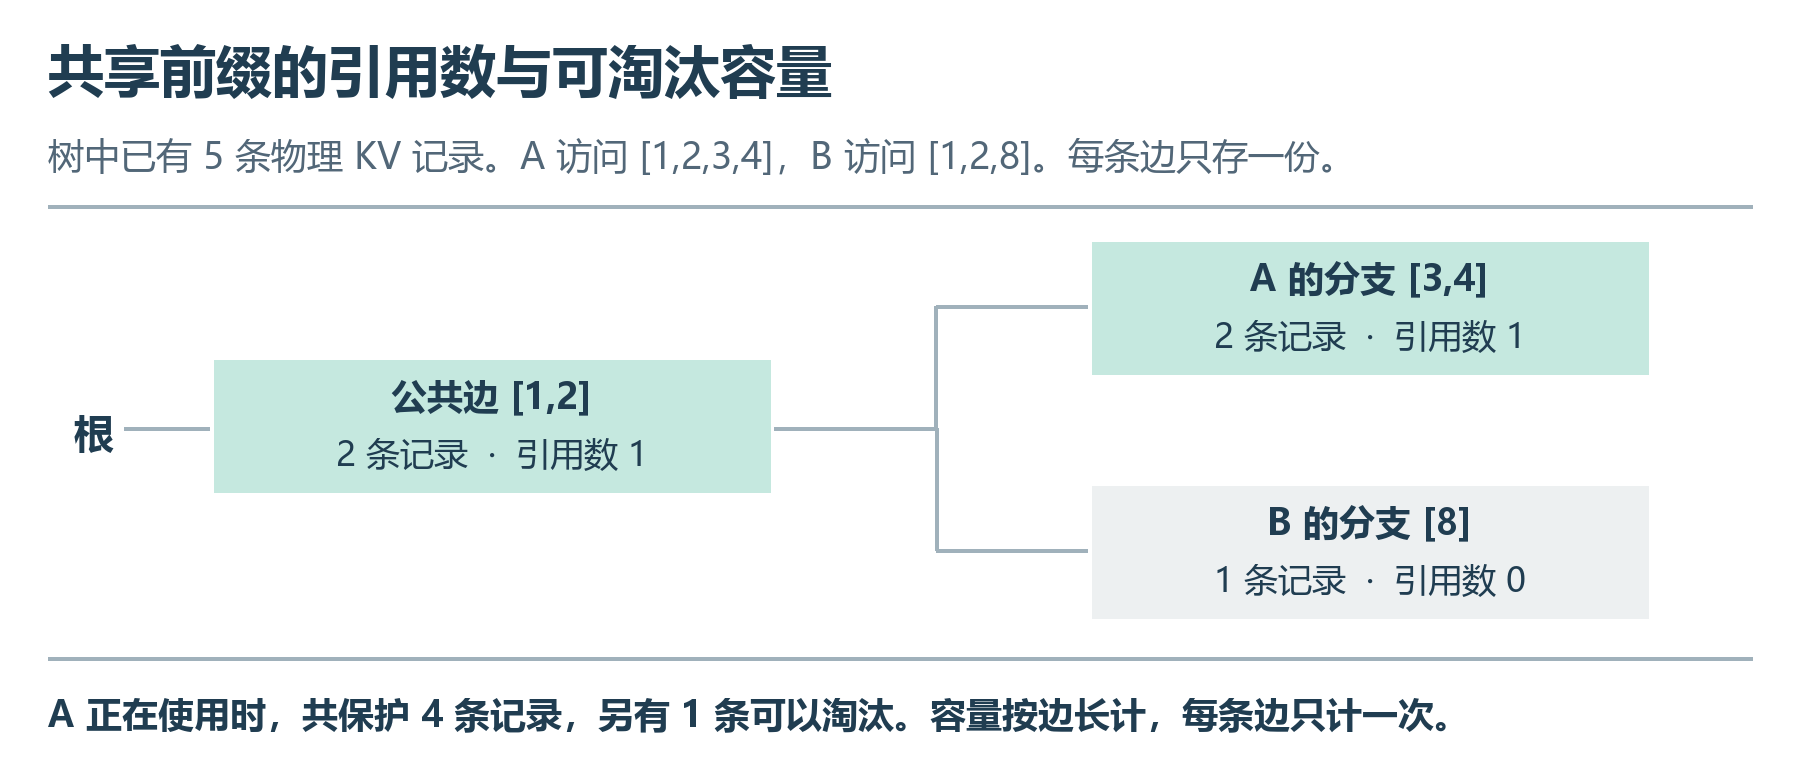 共享前缀的引用数与可淘汰容量
树中已有 5 条物理 KV 记录。A 访问 [1,2,3,4]，B 访问 [1,2,8]。每条边只存一份。
A 的分支 [3,4]
2 条记录 · 引用数 1
根
公共边 [1,2]
2 条记录 · 引用数 1
B 的分支 [8]
1 条记录 · 引用数 0
A 正在使用时，共保护 4 条记录，另有 1 条可以淘汰。容量按边长计，每条边只计一次。